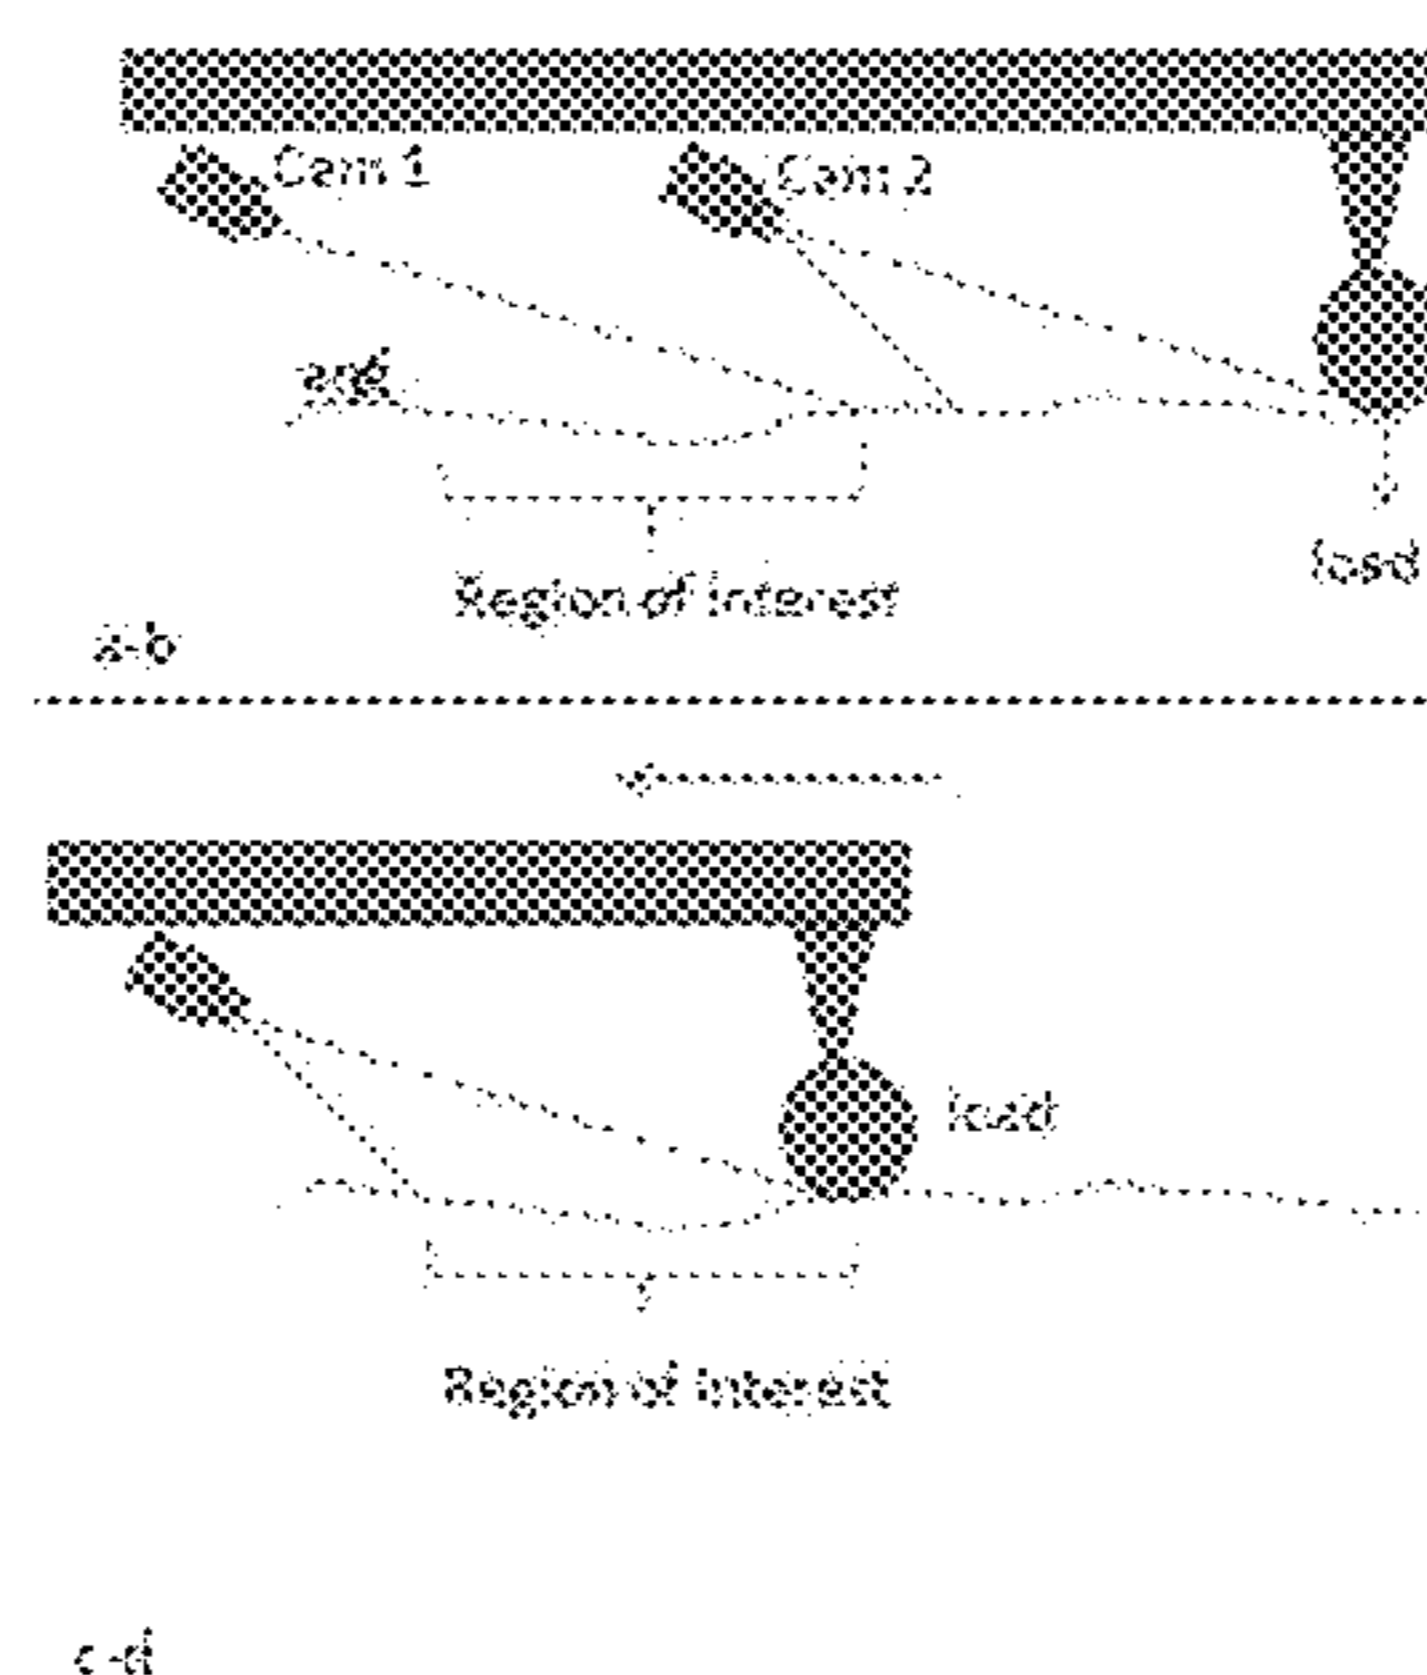 Cam 1
Cam 2
load
Region of interest
a-b
load
Region of interest
c-d